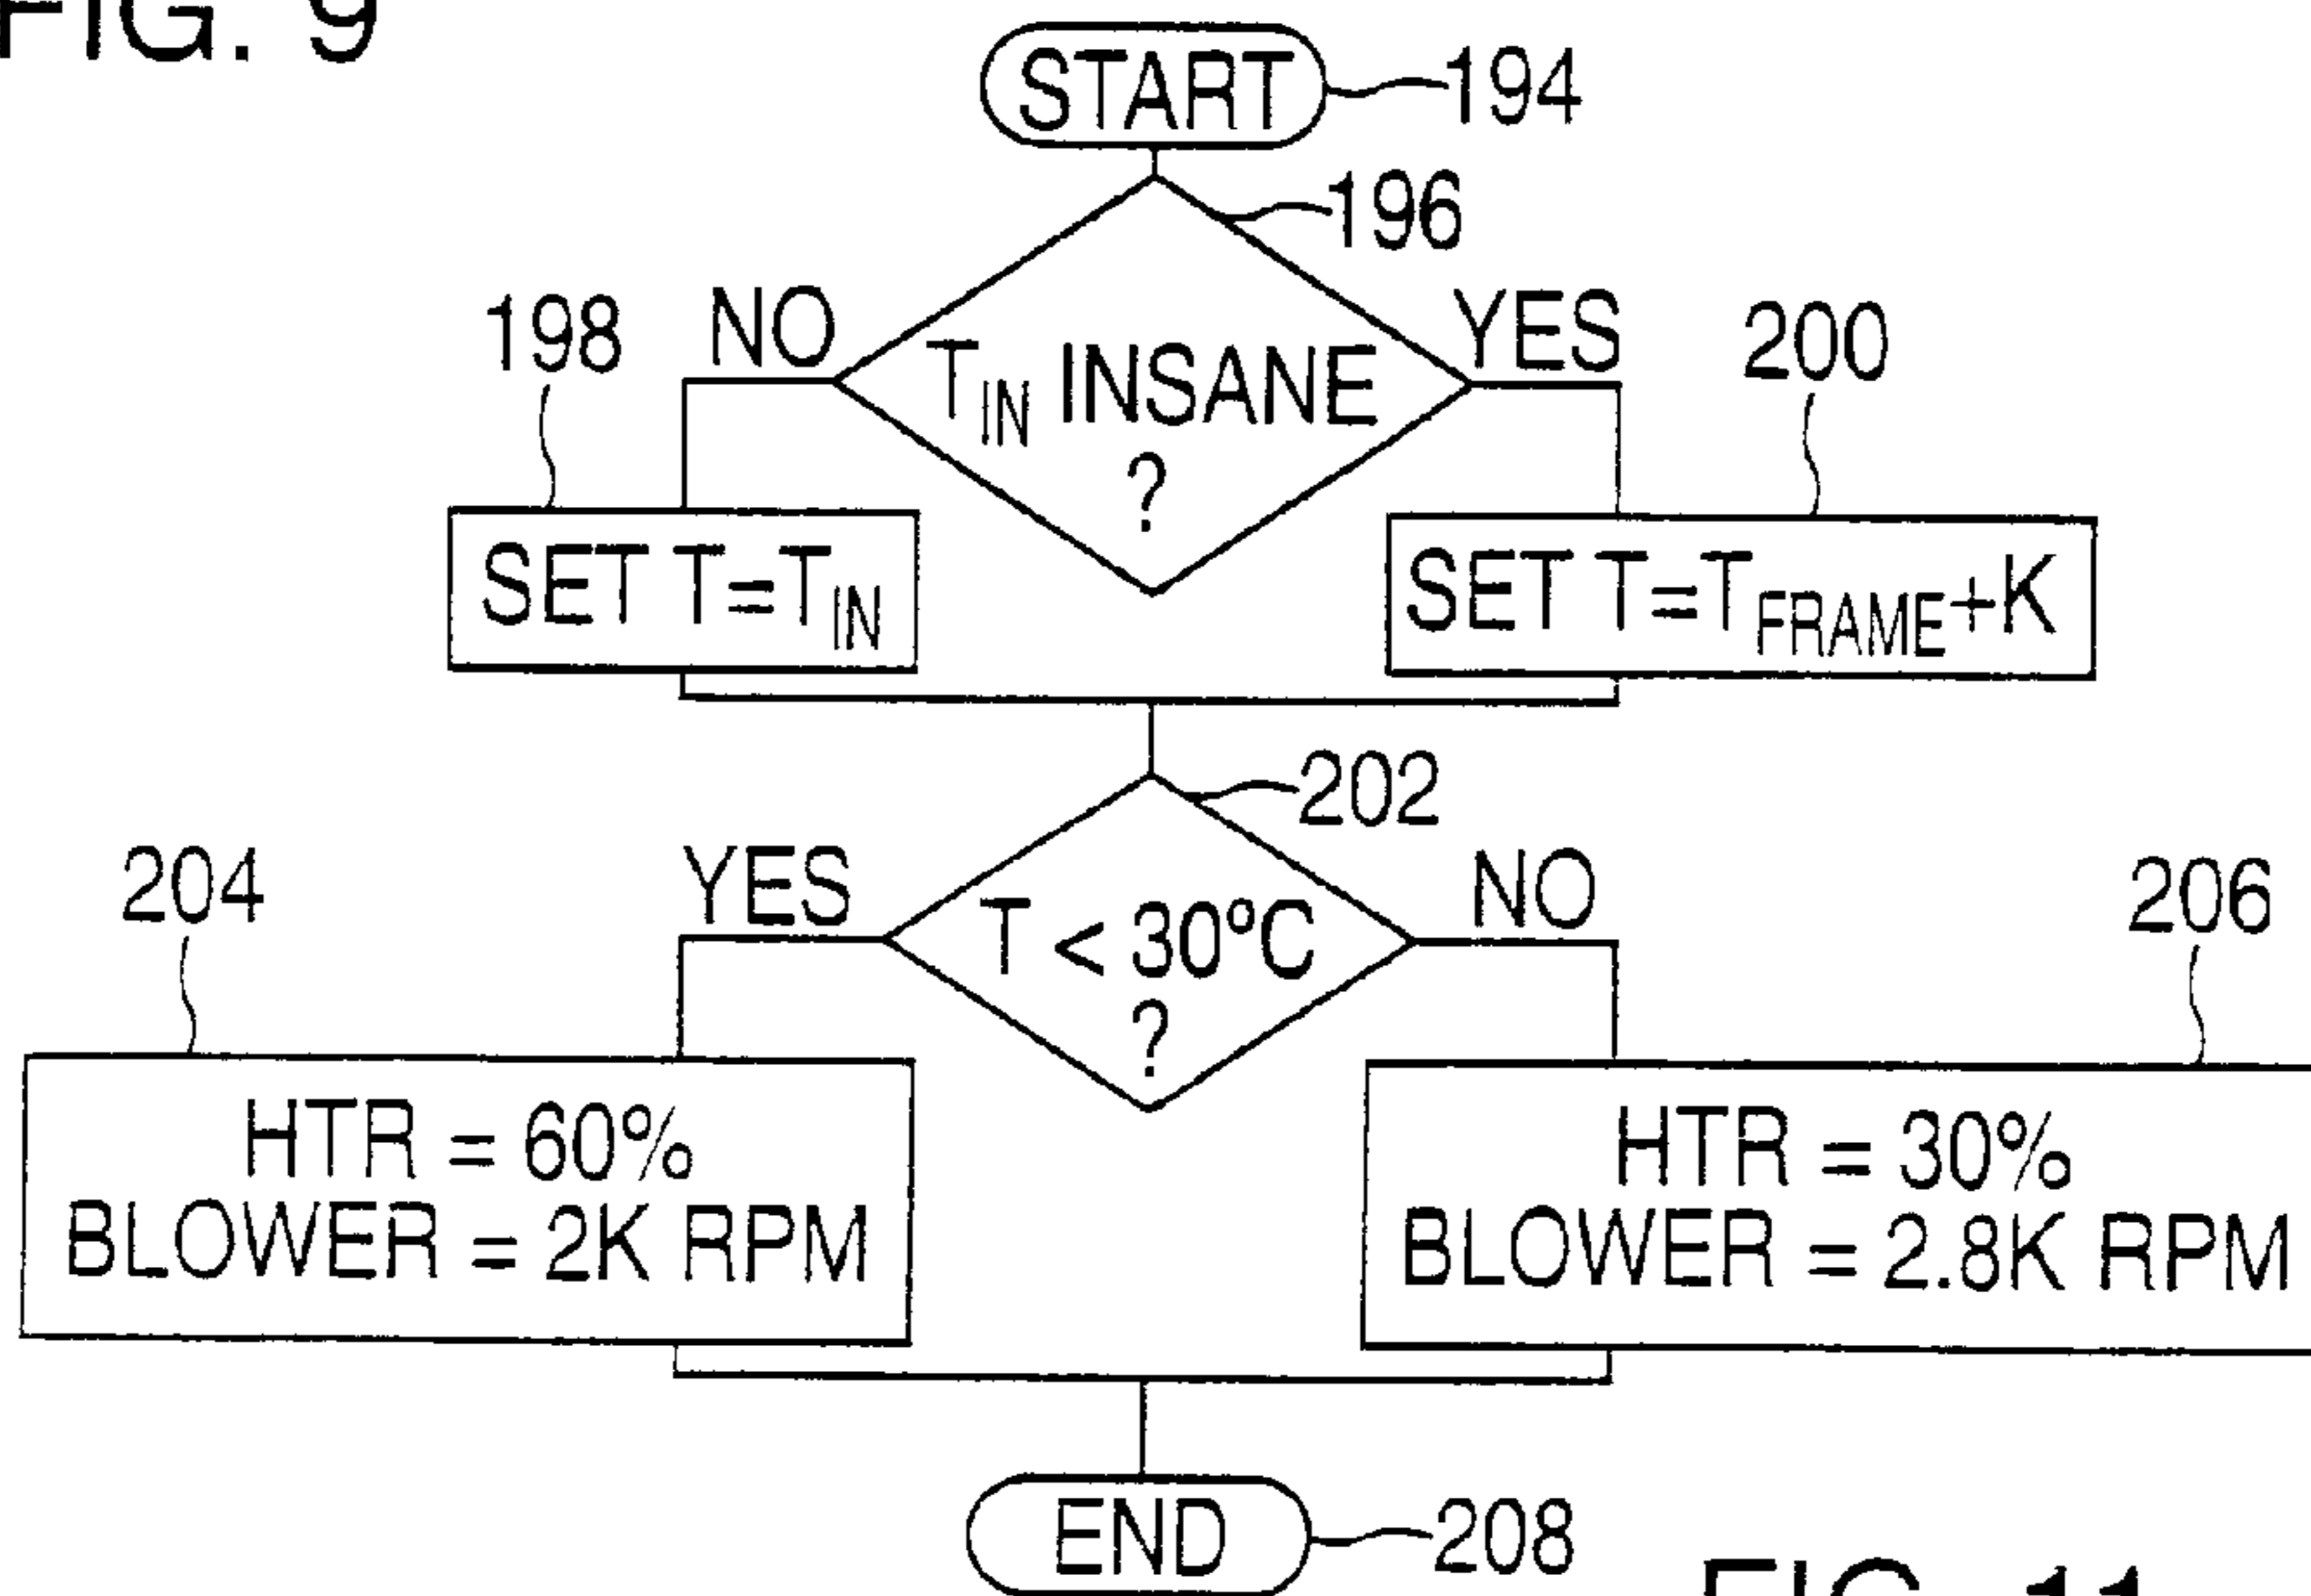 FIG. 9
START
194
196
198
NO
YES
200
T_IN INSANE
?
SET T=T_IN
SET T=T_FRAME+K
202
204
YES
NO
206
T < 30°C
?
HTR = 60%
BLOWER = 2K RPM
HTR = 30%
BLOWER = 2.8K RPM
END
208
FIG. 11